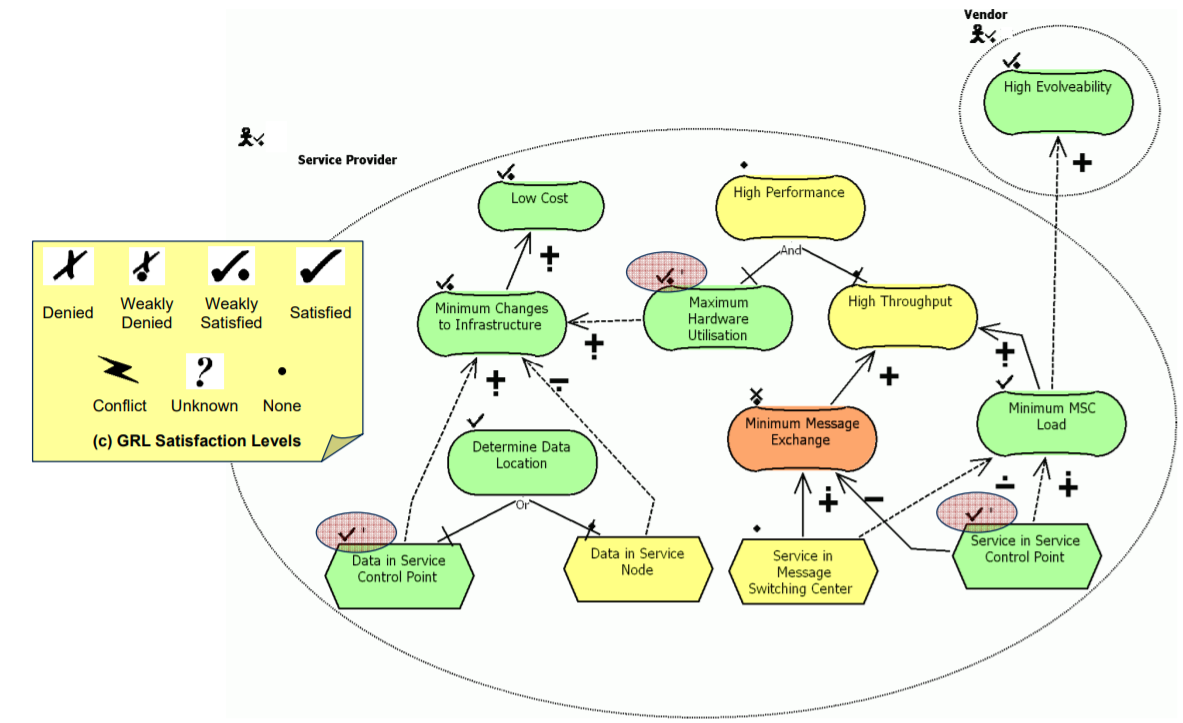 Vendor
High Evolveability
Service Provider
Low Cost
High Performance
And
Minimum Changes
to Infrastructure
Maximum
Hardware
Utilisation
High Throughput
Denied
Weakly
Denied
Weakly
Satisfied
Satisfied
Conflict
?
Unknown
None
(c) GRL Satisfaction Levels
Determine Data
Location
Or
Minimum Message
Exchange
Minimum MSC
Load
Data in Service
Control Point
Data in Service
Node
Service in
Message
Switching Center
Service in Service
Control Point